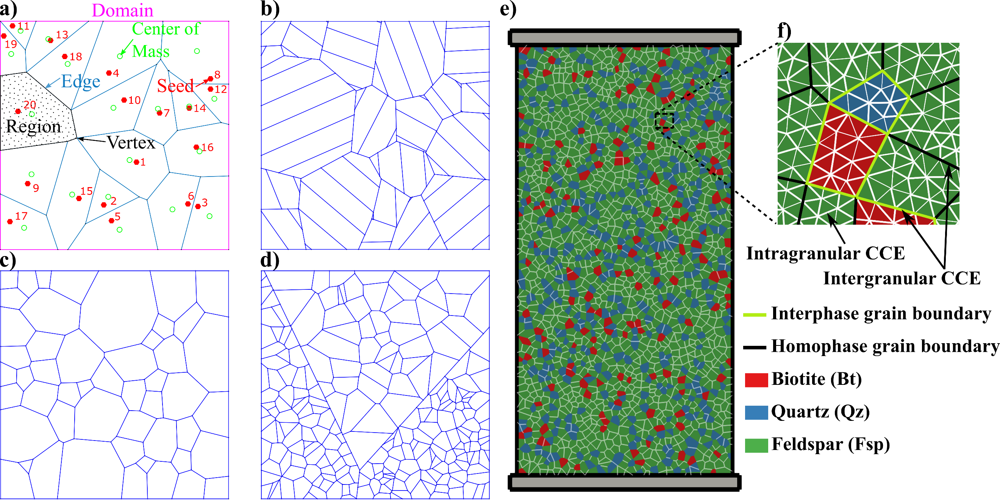 a)
Domain
11
19
13
18
Center of
Mass
4
Edge
Seed
8
12
10
14
7
20
Region
Vertex
16
1
9
15
2
6
3
5
17
b)
c)
d)
e)
f)
Intragranular CCE
Intergranular CCE
Interphase grain boundary
Homophase grain boundary
Biotite (Bt)
Quartz (Qz)
Feldspar (Fsp)